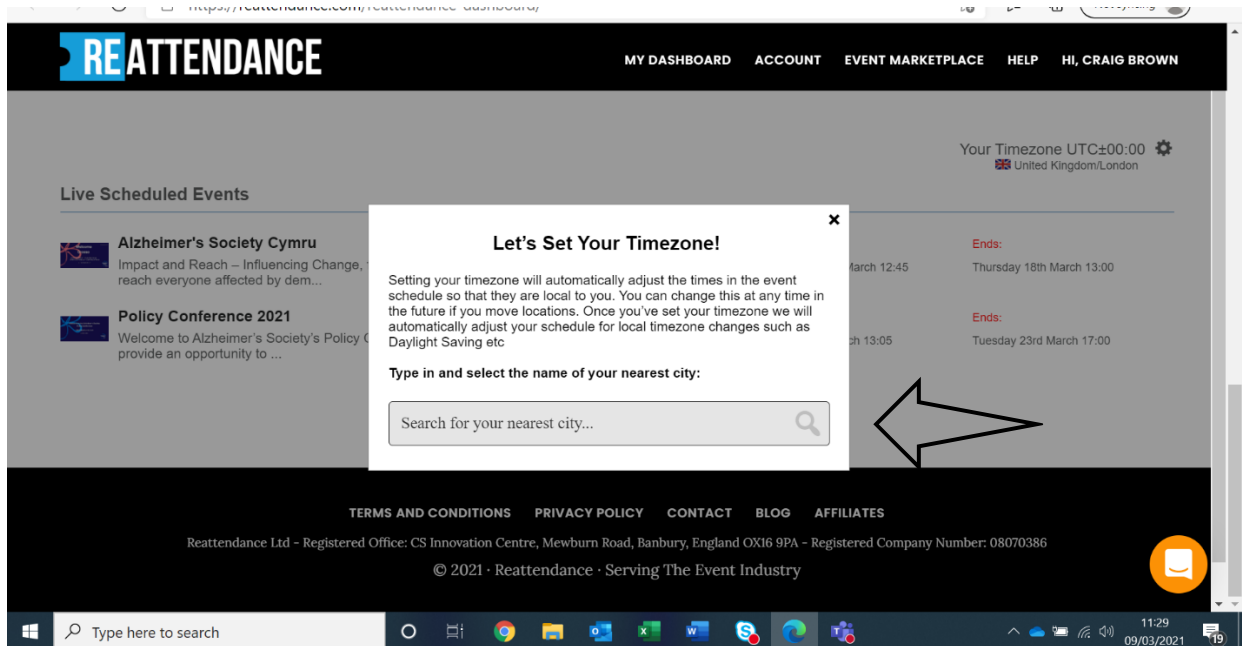 https://reattendance.com/reattendance-dashboard/
REATTENDANCE
MY DASHBOARD ACCOUNT EVENT MARKETPLACE HELP HI, CRAIG BROWN
Your Timezone UTC±00:00
United Kingdom/London
Live Scheduled Events
Alzheimer's Society Cymru
Impact and Reach – Influencing Change,
reach everyone affected by dem...
March 12:45
Ends:
Thursday 18th March 13:00
Policy Conference 2021
Welcome to Alzheimer's Society's Policy
provide an opportunity to ...
13:05
Ends:
Tuesday 23rd March 17:00
Let's Set Your Timezone!
Setting your timezone will automatically adjust the times in the event
schedule so that they are local to you. You can change this at any time in
the future if you move locations. Once you've set your timezone we will
automatically adjust your schedule for local timezone changes such as
Daylight Saving etc
Type in and select the name of your nearest city:
Search for your nearest city...
TERMS AND CONDITIONS PRIVACY POLICY CONTACT BLOG AFFILIATES
Reattendance Ltd – Registered Office: CS Innovation Centre, Mewburn Road, Banbury, England OX16 9PA – Registered Company Number: 08070386
© 2021 · Reattendance · Serving The Event Industry
Type here to search
11:29
09/03/2021
19